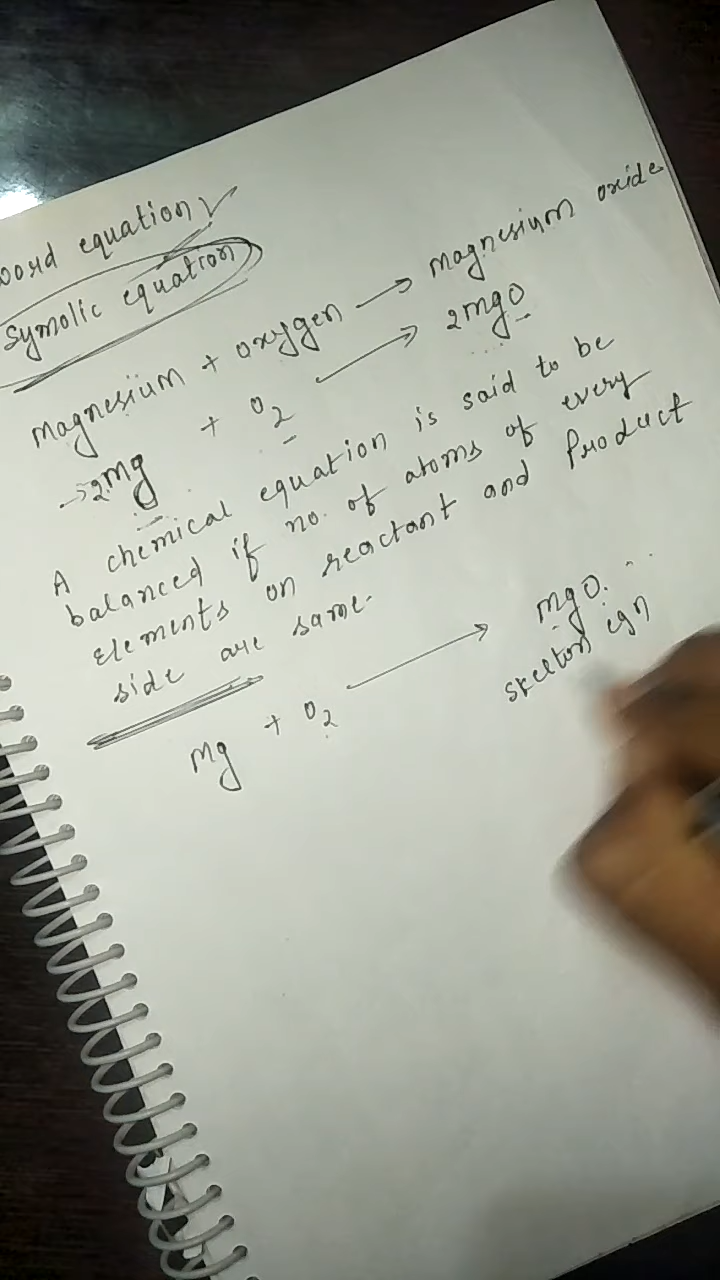 word equation ✓
Symolic equation
Magnesium + oxygen → Magnesium oxide
→ 2mg + O2 → 2mgO
A chemical equation is said to be
balanced if no. of atoms of every
elements on reactant and Product
side are same.
Mg + O2 → mgO.
skelton eqn